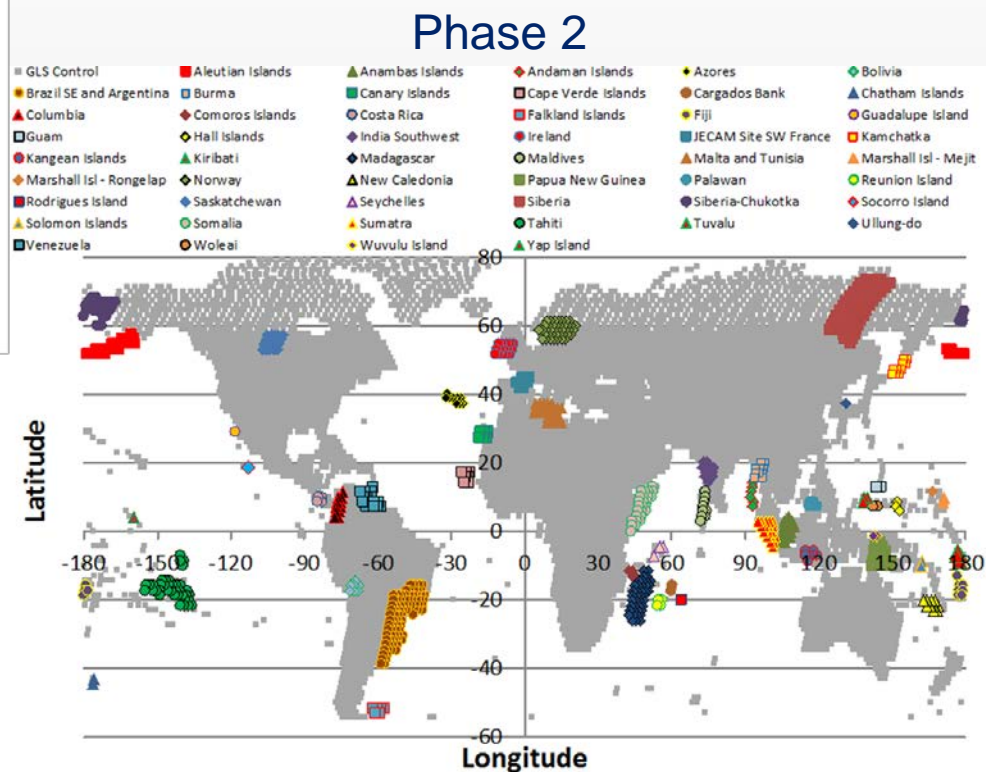 Phase 2
GLS Control Aleutian Islands Anambas Islands Andaman Islands Azores Bolivia
Brazil SE and Argentina Burma Canary Islands Cape Verde Islands Cargados Bank Chatham Islands
Columbia Comoros Islands Costa Rica Falkland Islands Fiji Guadalupe Island
Guam Hall Islands India Southwest Ireland JECAM Site SW France Kamchatka
Kangean Islands Kiribati Madagascar Maldives Malta and Tunisia Marshall Isl - Mejit
Marshall Isl - Rongelap Norway New Caledonia Papua New Guinea Palawan Reunion Island
Rodrigues Island Saskatchewan Seychelles Siberia Siberia-Chukotka Socorro Island
Solomon Islands Somalia Sumatra Tahiti Tuvalu Ullung-do
Venezuela Woleai Wuvulu Island Yap Island
80
60
40
20
0
-180 -150 -120 -90 -60 -30 0 30 60 90 120 150 180
-20
-40
-60
Latitude
Longitude